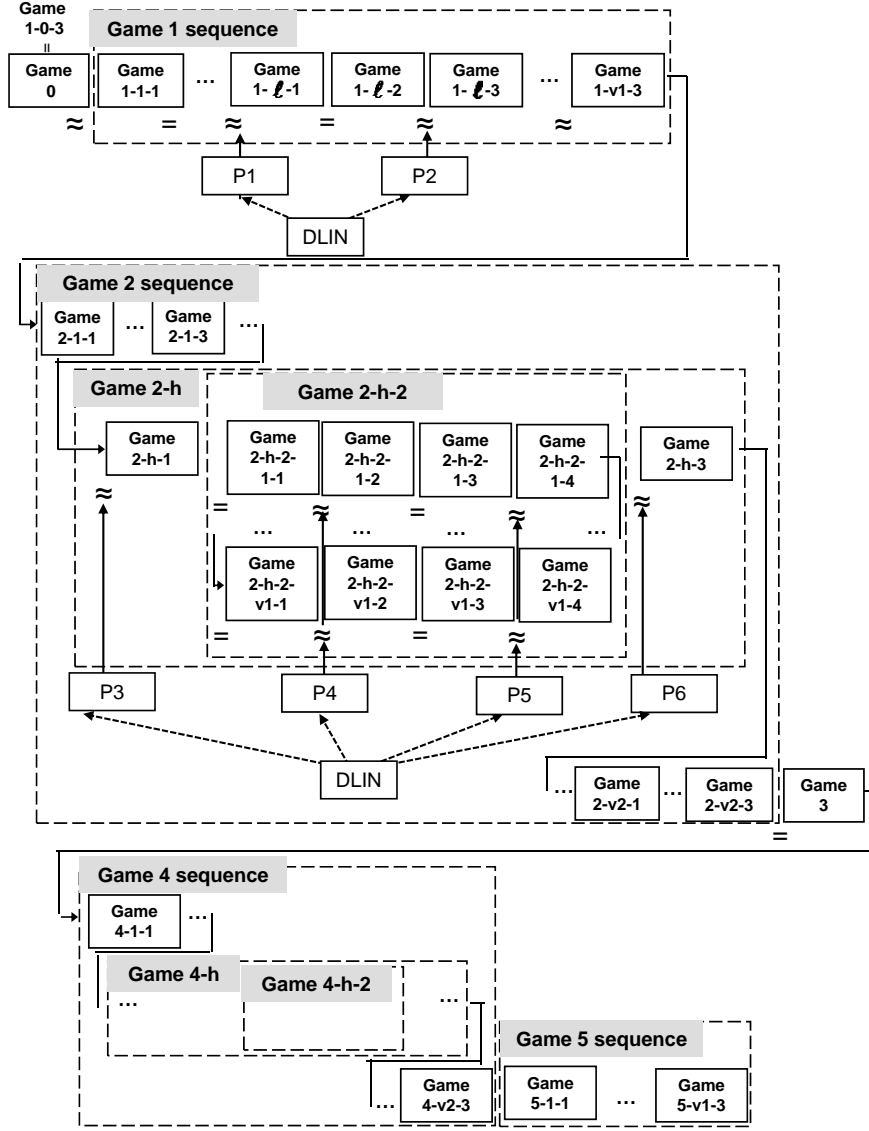 Game
1-0-3
=
Game
0
Game 1 sequence
Game
1-1-1
...
Game
1- ℓ -1
Game
1- ℓ -2
Game
1- ℓ -3
...
Game
1-v1-3
≈ = ≈ = ≈ ≈
P1
P2
DLIN
Game 2 sequence
Game
2-1-1
...
Game
2-1-3
...
Game 2-h
Game 2-h-2
Game
2-h-1
Game
2-h-2-
1-1
Game
2-h-2-
1-2
Game
2-h-2-
1-3
Game
2-h-2-
1-4
Game
2-h-3
≈ = ≈ = ≈ ≈
... ... ... ...
Game
2-h-2-
v1-1
Game
2-h-2-
v1-2
Game
2-h-2-
v1-3
Game
2-h-2-
v1-4
= ≈ = ≈
P3
P4
P5
P6
DLIN
...
Game
2-v2-1
...
Game
2-v2-3
Game
3
=
Game 4 sequence
Game
4-1-1
...
Game 4-h
Game 4-h-2
...
...
...
Game
4-v2-3
Game 5 sequence
Game
5-1-1
...
Game
5-v1-3